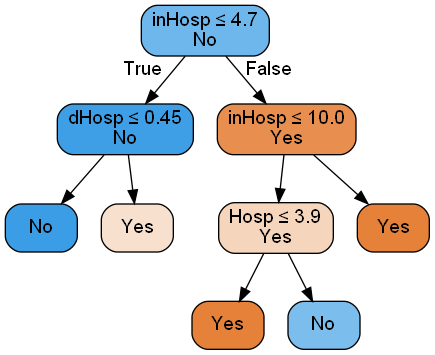 inHosp ≤ 4.7
No
True
False
dHosp ≤ 0.45
No
inHosp ≤ 10.0
Yes
No
Yes
Hosp ≤ 3.9
Yes
Yes
Yes
No